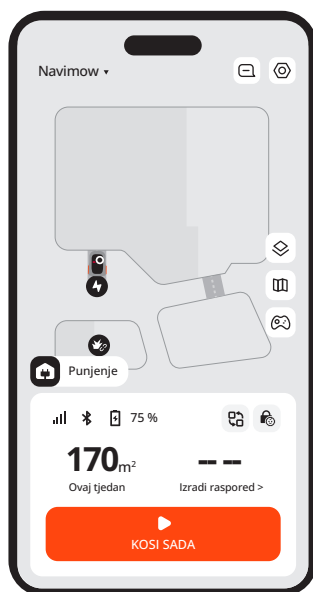 Navimow ▾
Punjenje
75 %
170m²
-- --
Ovaj tjedan
Izradi raspored >
KOSI SADA